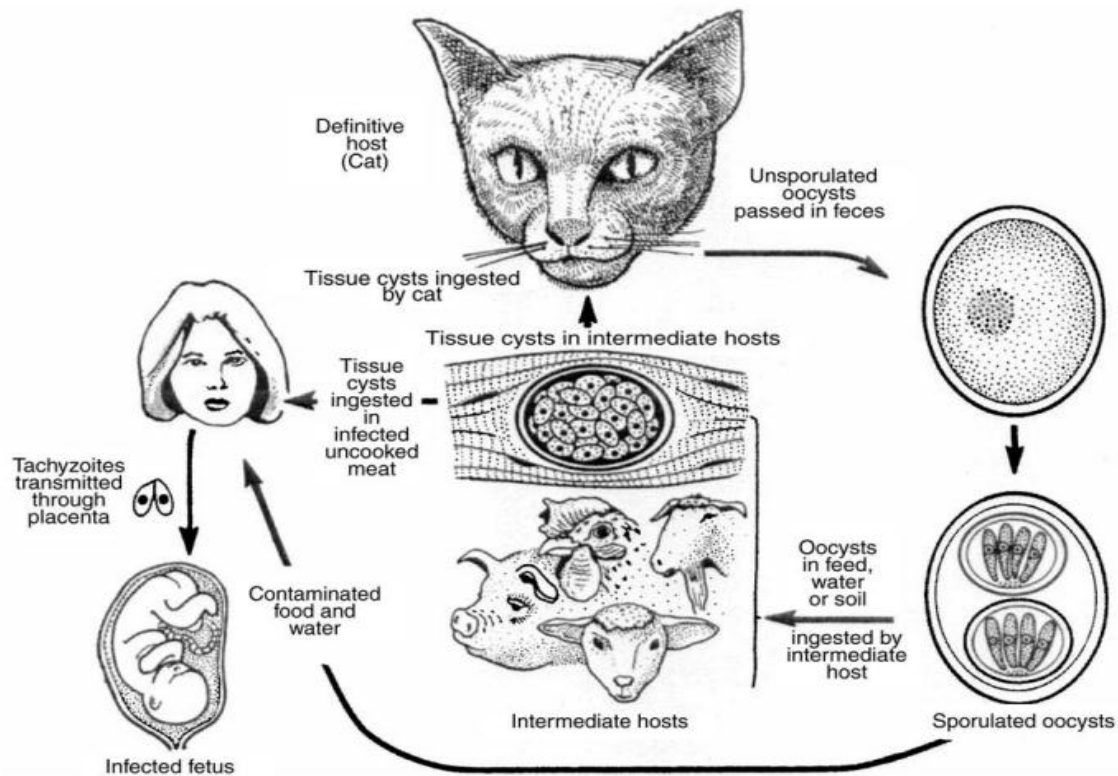 Definitive
host
(Cat)
Unsporulated
oocysts
passed in feces
Tissue cysts ingested
by cat
Tissue cysts in intermediate hosts
Tissue
cysts
ingested
in
infected
uncooked
meat
Tachyzoites
transmitted
through
placenta
Contaminated
food and
water
Oocysts
in feed,
water
or soil
ingested by
intermediate
host
Intermediate hosts
Sporulated oocysts
Infected fetus